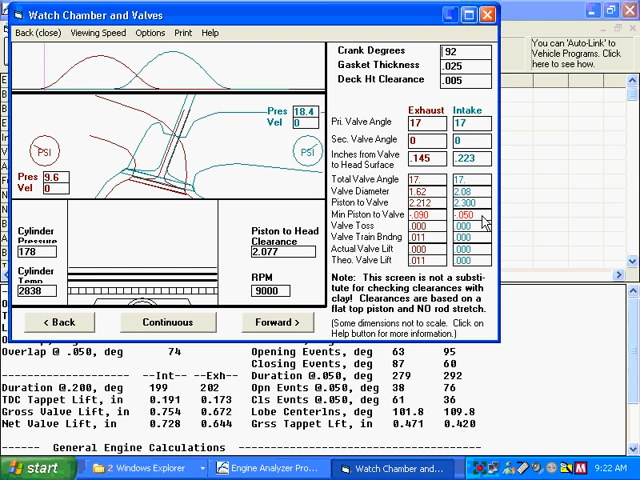 Watch Chamber and Valves
Back (close) Viewing Speed Options Print Help
You can 'Auto-Link' to
Vehicle Programs. Click
here to see how.
Crank Degrees 92
Gasket Thickness .025
Deck Ht Clearance .005
Exhaust Intake
Pri. Valve Angle 17 17
Sec. Valve Angle 0 0
Inches from Valve
to Head Surface .145 .223
Total Valve Angle 17. 17.
Valve Diameter 1.62 2.08
Piston to Valve 2.212 2.300
Min Piston to Valve -.090 -.050
Valve Toss .000 .000
Valve Train Bndng .011 .000
Actual Valve Lift .000 .000
Theo. Valve Lift .011 .000
Pres 18.4
Vel 0
PSI PSI
Pres 9.6
Vel 0
Cylinder
Pressure
178
Cylinder
Temp
2838
Piston to Head
Clearance
2.077
RPM
9000
Note: This screen is not a substi-
tute for checking clearances with
clay! Clearances are based on a
flat top piston and NO rod stretch.
(Some dimensions not to scale. Click on
Help button for more information.)
< Back Continuous Forward >
Overlap @ .050, deg 74
Opening Events, deg 63 95
Closing Events, deg 87 60
--Int-- --Exh-- Duration @.050, deg 279 292
Duration @.200, deg 199 202 Opn Evnts @.050, deg 38 76
TDC Tappet Lift, in 0.191 0.173 Cls Evnts @.050, deg 61 36
Gross Valve Lift, in 0.754 0.672 Lobe Centerlns, deg 101.8 109.8
Net Valve Lift, in 0.728 0.644 Grss Tappet Lft, in 0.471 0.420
------ General Engine Calculations
start 2 Windows Explorer Engine Analyzer Pro... Watch Chamber and... 9:22 AM